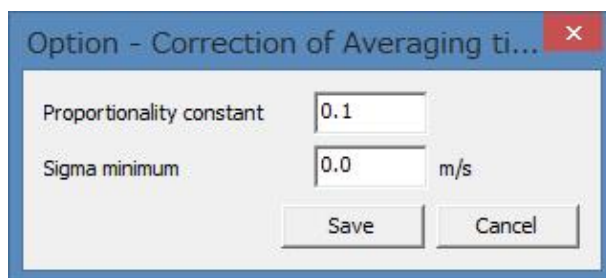 Option - Correction of Averaging ti...
Proportionality constant 0.1
Sigma minimum 0.0 m/s
Save Cancel